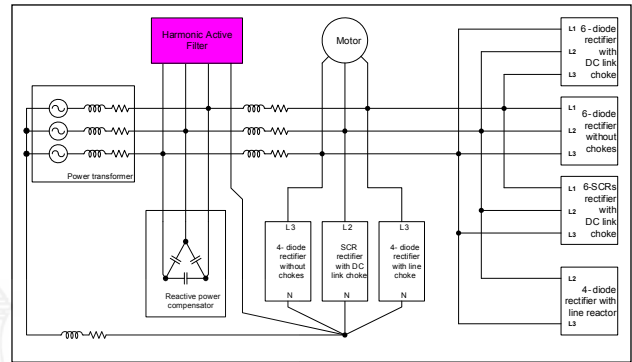 Harmonic Active
Filter
Motor
Power transformer
Reactive power
compensator
L3
4- diode
rectifier
without
chokes
N
L2
SCR
rectifier
with DC
link choke
N
L3
4- diode
rectifier
with line
choke
N
L1
L2
L3
6- diode
rectifier
with
DC link
choke
L1
L2
L3
6-diode
rectifier
without
chokes
L1
L2
L3
6-SCRs
rectifier
with
DC link
choke
L2
L3
4-diode
rectifier with
line reactor